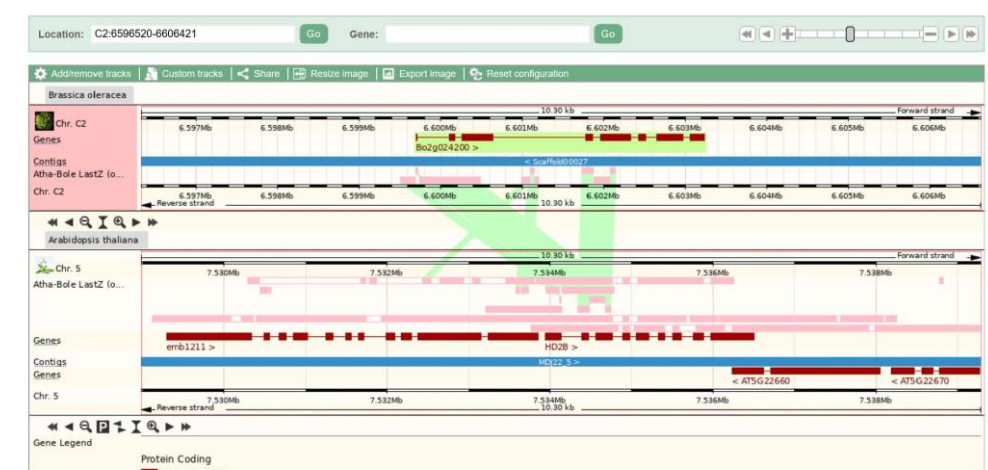 Location: C2:6596520-6606421 Go Gene: Go
Add/remove tracks Custom tracks Share Resize image Export image Reset configuration
Brassica oleracea
10.30 kb Forward strand
Chr. C2
6.597Mb 6.598Mb 6.599Mb 6.600Mb 6.601Mb 6.602Mb 6.603Mb 6.604Mb 6.605Mb 6.606Mb
Genes
Bo2g024200 >
Contigs < Scaffold00027
Atha-Bole LastZ (o...
Chr. C2
6.597Mb 6.598Mb 6.599Mb 6.600Mb 6.601Mb 6.602Mb 6.603Mb 6.604Mb 6.605Mb 6.606Mb
Reverse strand 10.30 kb
Arabidopsis thaliana
10.30 kb Forward strand
Chr. 5
7.530Mb 7.532Mb 7.534Mb 7.536Mb 7.538Mb
Atha-Bole LastZ (o...
Genes
emb1211 > HD2B >
Contigs MDJ22_5 >
Genes
< AT5G22660 < AT5G22670
Chr. 5
7.530Mb 7.532Mb 7.534Mb 7.536Mb 7.538Mb
Reverse strand 10.30 kb
Gene Legend
Protein Coding